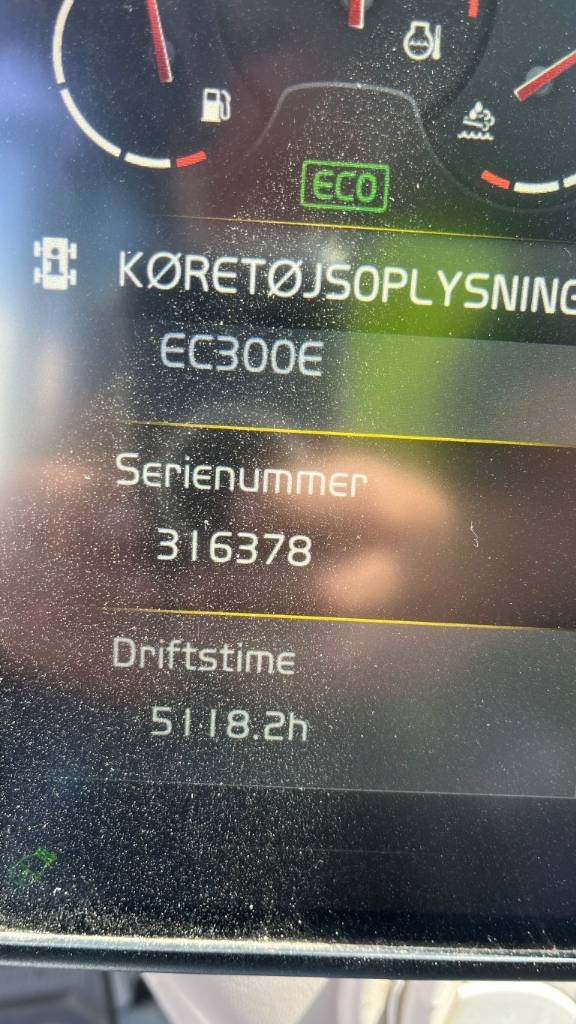 ECO
KØRETØJSOPLYSNING
EC300E
Serienummer
316378
Driftstime
5118.2h